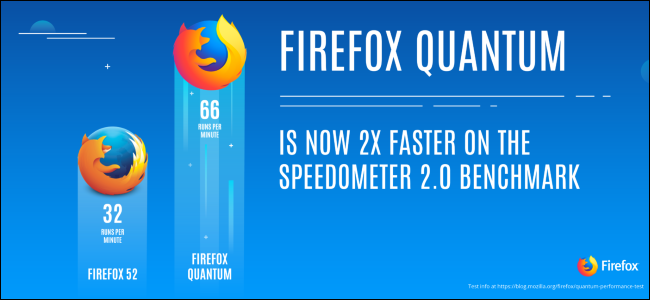 FIREFOX QUANTUM
IS NOW 2X FASTER ON THE
SPEEDOMETER 2.0 BENCHMARK
66
RUNS PER
MINUTE
32
RUNS PER
MINUTE
FIREFOX 52
FIREFOX
QUANTUM
Firefox
Test info at https://blog.mozilla.org/firefox/quantum-performance-test